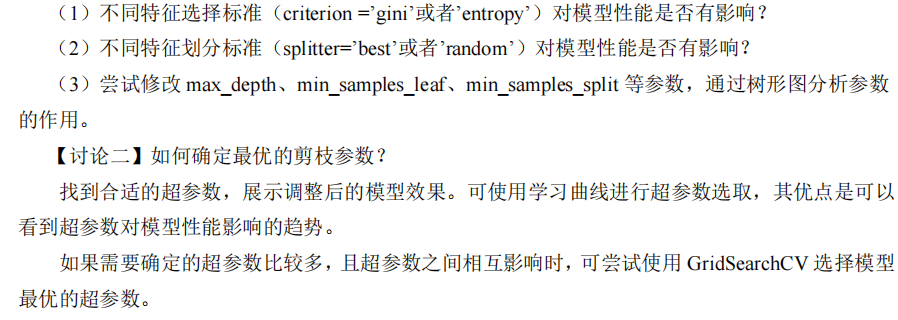 （1）不同特征选择标准（criterion =’gini’或者’entropy’）对模型性能是否有影响？
（2）不同特征划分标准（splitter=’best’或者’random’）对模型性能是否有影响？
（3）尝试修改 max_depth、min_samples_leaf、min_samples_split 等参数，通过树形图分析参数
的作用。
【讨论二】如何确定最优的剪枝参数？
找到合适的超参数，展示调整后的模型效果。可使用学习曲线进行超参数选取，其优点是可以
看到超参数对模型性能影响的趋势。
如果需要确定的超参数比较多，且超参数之间相互影响时，可尝试使用 GridSearchCV 选择模型
最优的超参数。